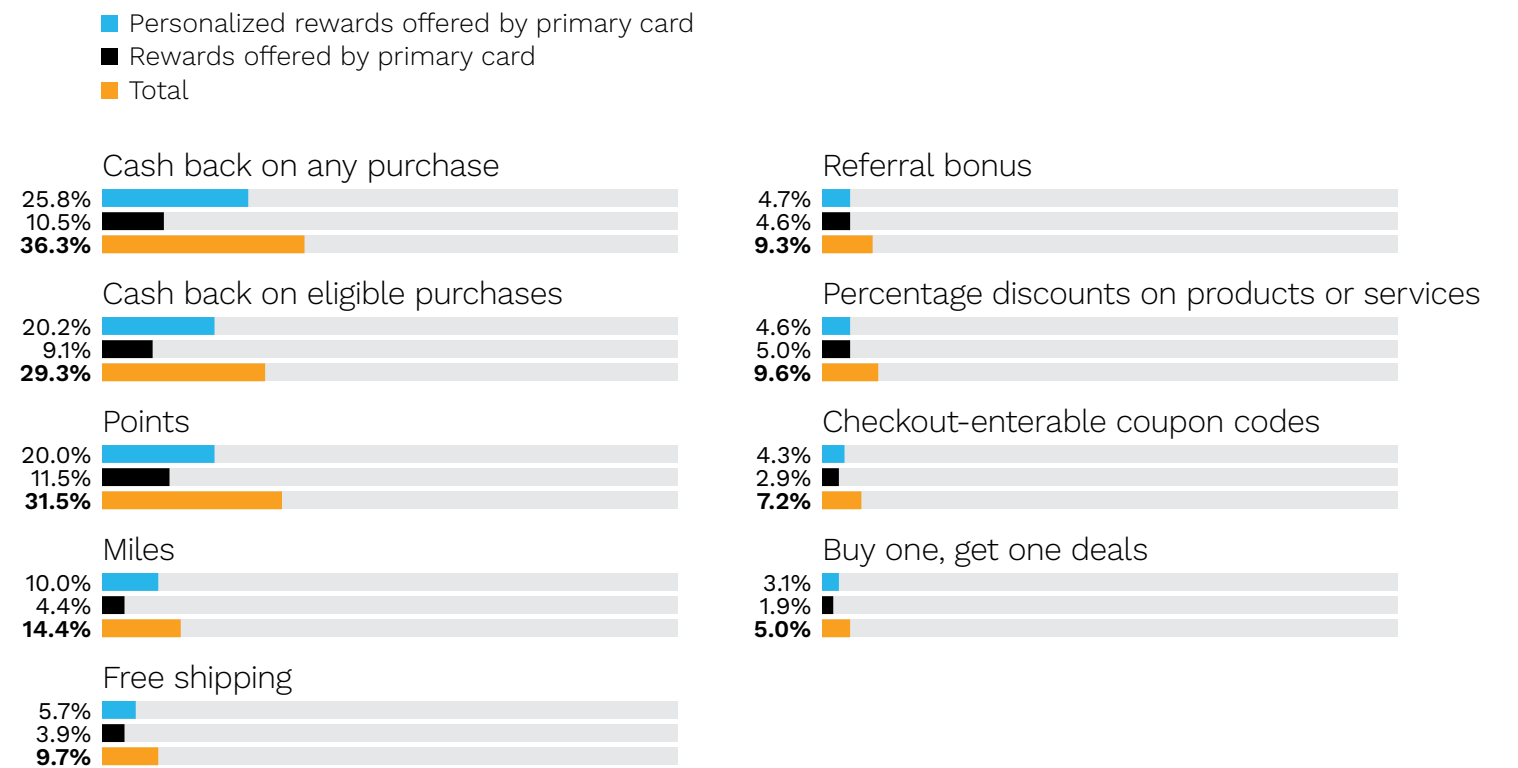 Personalized rewards offered by primary card
Rewards offered by primary card
Total
Cash back on any purchase
25.8%
10.5%
36.3%
Cash back on eligible purchases
20.2%
9.1%
29.3%
Points
20.0%
11.5%
31.5%
Miles
10.0%
4.4%
14.4%
Free shipping
5.7%
3.9%
9.7%
Referral bonus
4.7%
4.6%
9.3%
Percentage discounts on products or services
4.6%
5.0%
9.6%
Checkout-enterable coupon codes
4.3%
2.9%
7.2%
Buy one, get one deals
3.1%
1.9%
5.0%